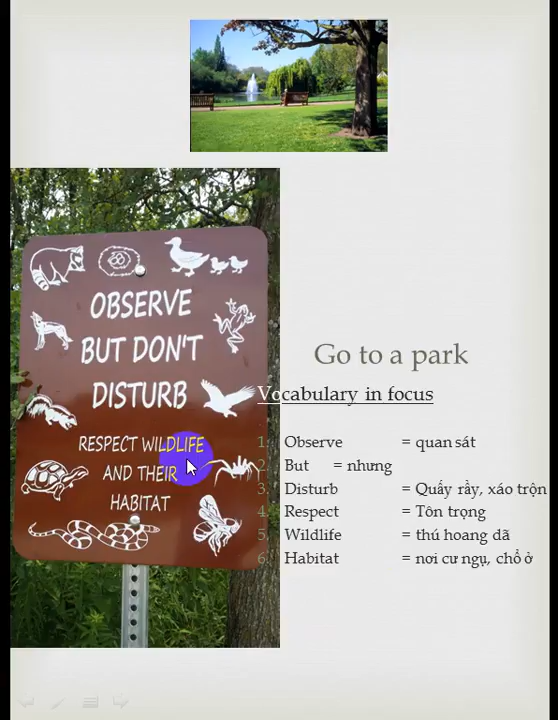 OBSERVE
BUT DON'T
DISTURB
RESPECT WILDLIFE
AND THEIR
HABITAT
Go to a park
Vocabulary in focus
1. Observe = quan sát
2. But = nhưng
3. Disturb = Quấy rầy, xáo trộn
4. Respect = Tôn trọng
5. Wildlife = thú hoang dã
6. Habitat = nơi cư ngụ, chổ ở